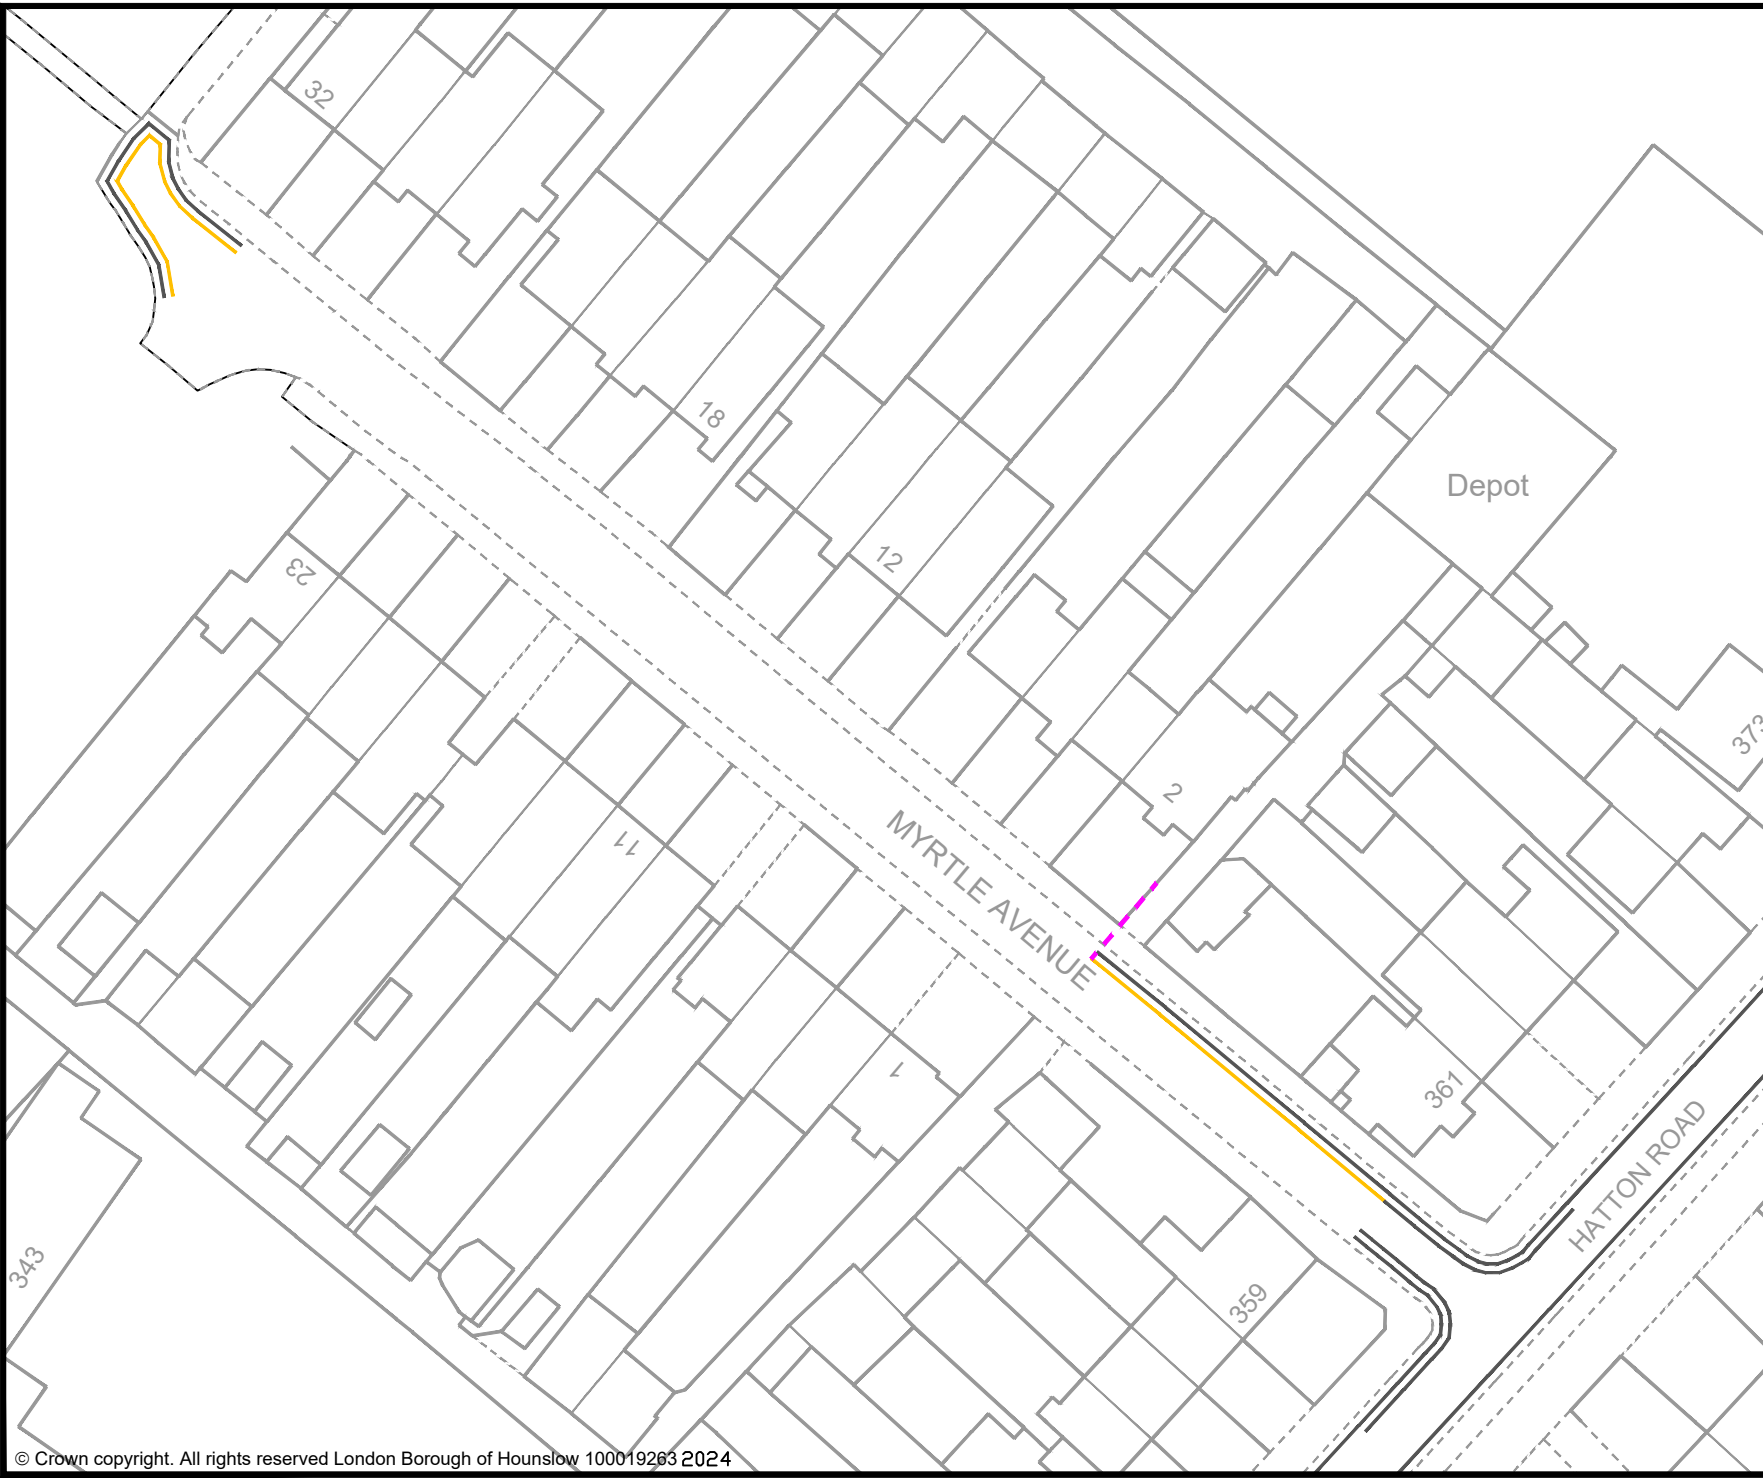 32
18
Depot
12
23
373
2
11
MYRTLE AVENUE
1
361
HATTON ROAD
343
359
© Crown copyright. All rights reserved London Borough of Hounslow 100019263 2024